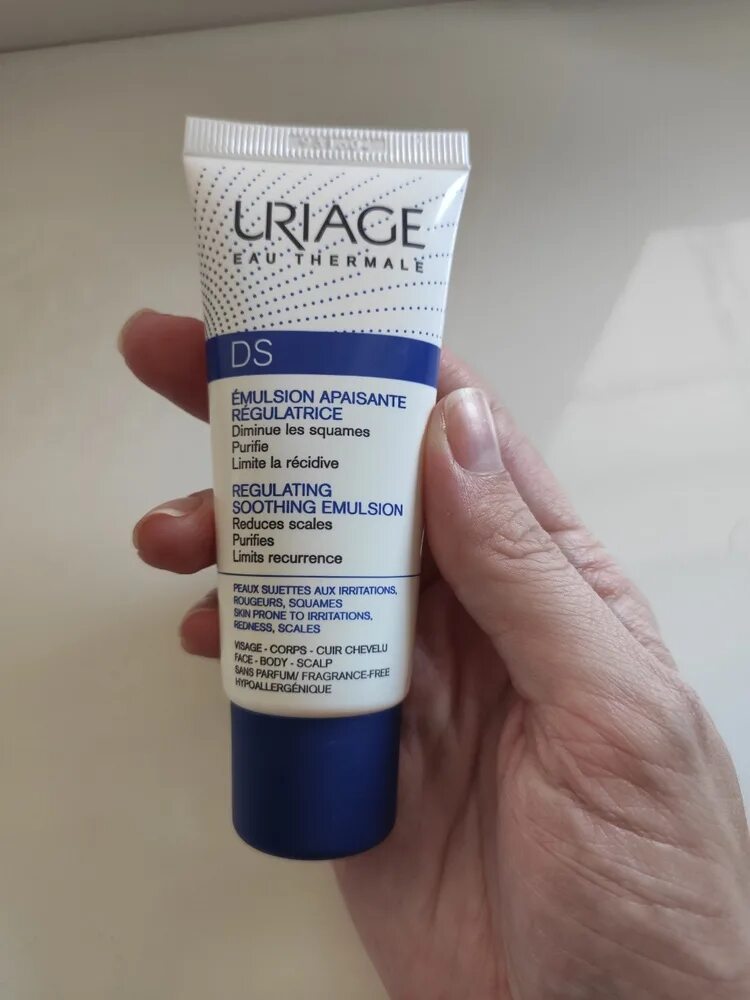 URIAGE
EAU THERMALE
DS
ÉMULSION APAISANTE
RÉGULATRICE
Diminue les squames
Purifie
Limite la récidive
REGULATING
SOOTHING EMULSION
Reduces scales
Purifies
Limits recurrence
PEAUX SUJETTES AUX IRRITATIONS,
ROUGEURS, SQUAMES
SKIN PRONE TO IRRITATIONS,
REDNESS, SCALES
VISAGE - CORPS - CUIR CHEVELU
FACE - BODY - SCALP
SANS PARFUM/ FRAGRANCE-FREE
HYPOALLERGÉNIQUE